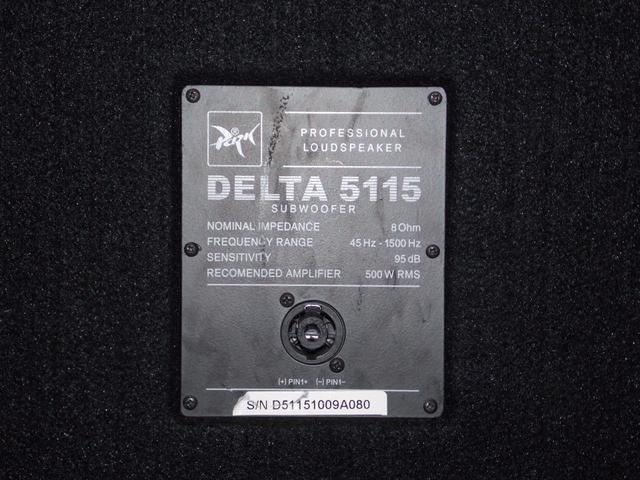 PROFESSIONAL
LOUDSPEAKER
DELTA 5115
SUBWOOFER
NOMINAL IMPEDANCE 8 Ohm
FREQUENCY RANGE 45 Hz - 1500 Hz
SENSITIVITY 95 dB
RECOMENDED AMPLIFIER 500 W RMS
(+) PIN1+ (−) PIN1−
S/N D51151009A080